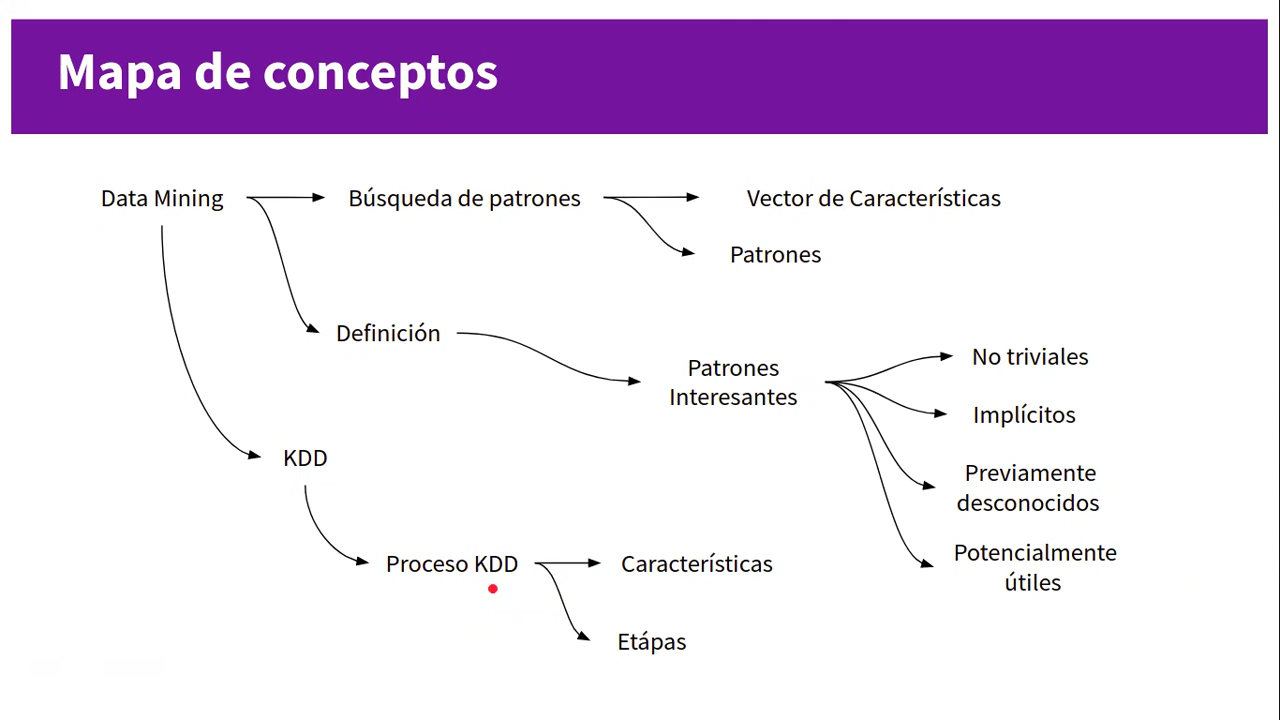 Mapa de conceptos
Data Mining
Búsqueda de patrones
Vector de Características
Patrones
Definición
Patrones
Interesantes
No triviales
Implícitos
Previamente
desconocidos
Potencialmente
útiles
KDD
Proceso KDD
Características
Etápas